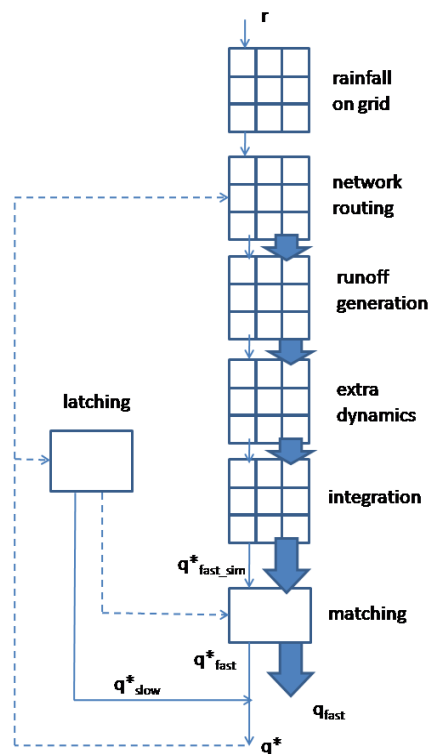 r
rainfall
on grid
network
routing
runoff
generation
extra
dynamics
latching
integration
q*fast_sim
matching
q*fast
q*slow
qfast
q*